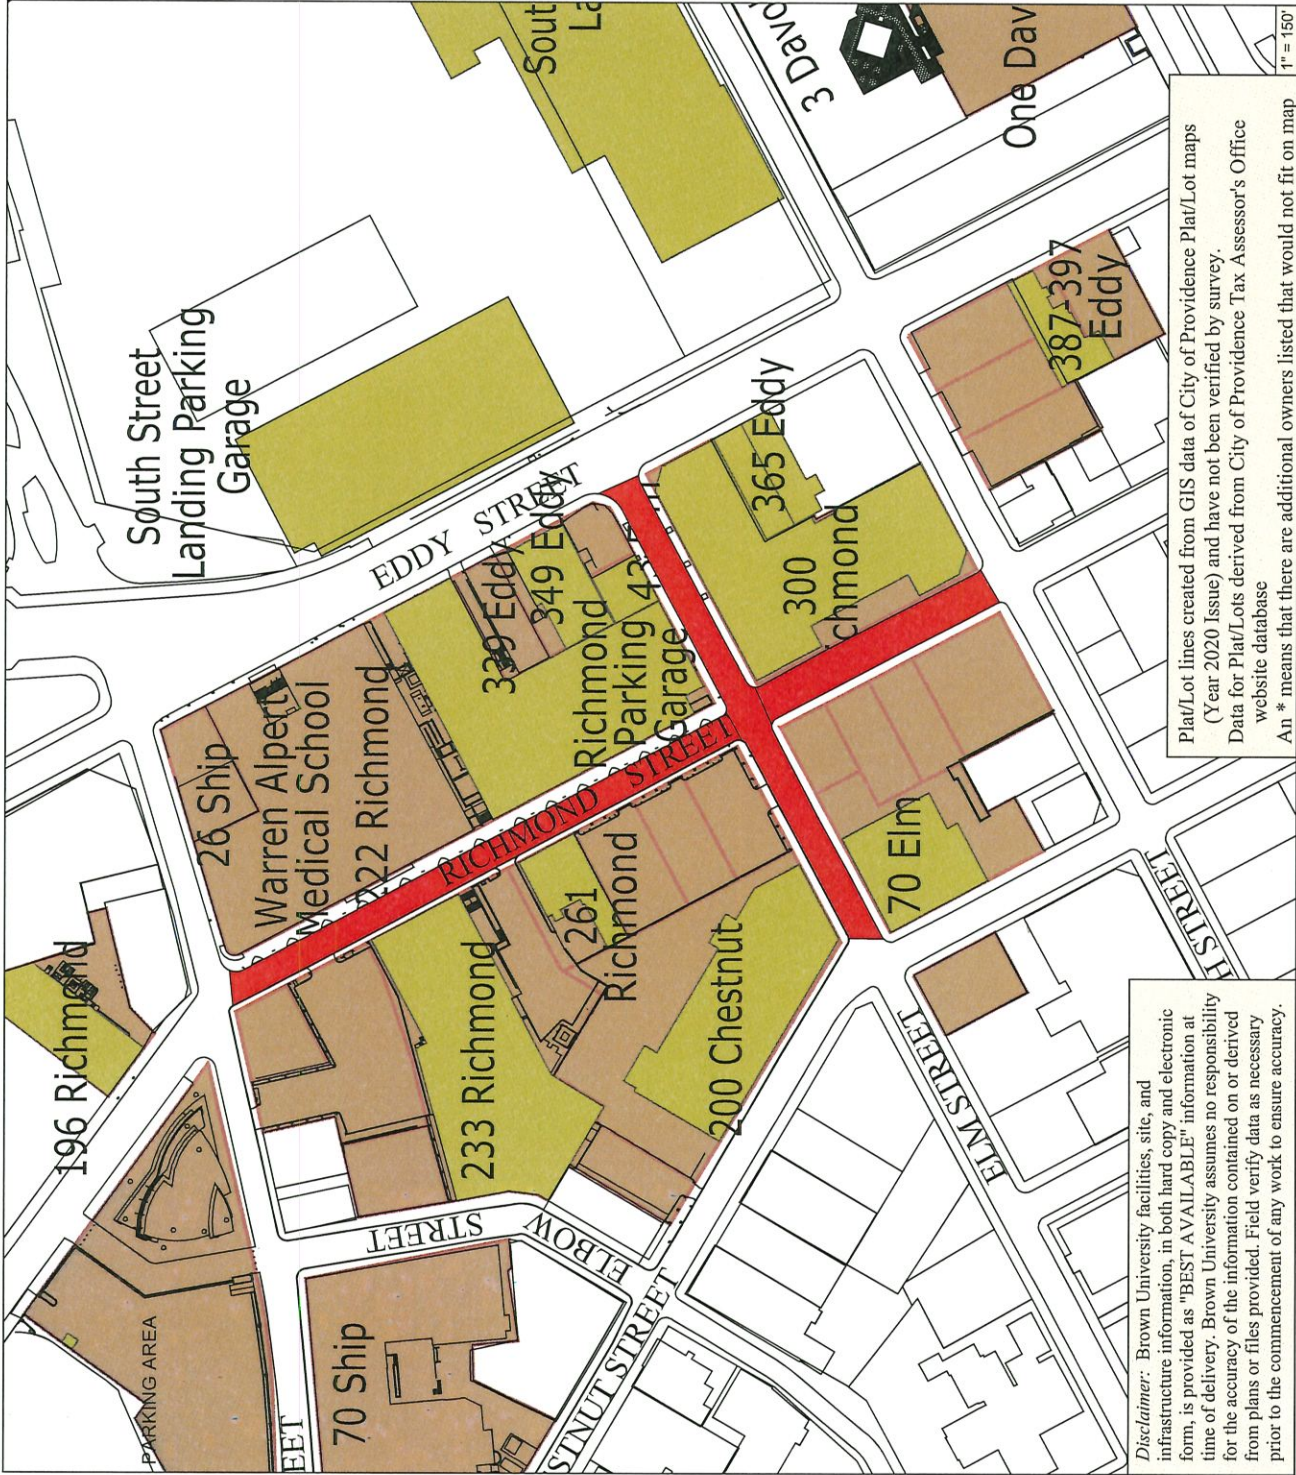 South Street
Landing Parking
Garage
Sout
La
3 Davo
One Dav
196 Richmond
26 Ship
Warren Alpert
Medical School
222 Richmond
EDDY STREET
339 Eddy
349 Eddy
Richmond
Parking
Garage
365 Eddy
387-397
Eddy
300
chmond
RICHMOND STREET
233 Richmond
261
Richmond
200 Chestnut
70 Elm
PARKING AREA
70 Ship
EET
ELBOW STREET
STNUT STREET
ELM STREET
H STREET
Disclaimer: Brown University facilities, site, and
infrastructure information, in both hard copy and electronic
form, is provided as "BEST AVAILABLE" information at
time of delivery. Brown University assumes no responsibility
for the accuracy of the information contained on or derived
from plans or files provided. Field verify data as necessary
prior to the commencement of any work to ensure accuracy.
Plat/Lot lines created from GIS data of City of Providence Plat/Lot maps
(Year 2020 Issue) and have not been verified by survey.
Data for Plat/Lots derived from City of Providence Tax Assessor's Office
website database
An * means that there are additional owners listed that would not fit on map
1" = 150'